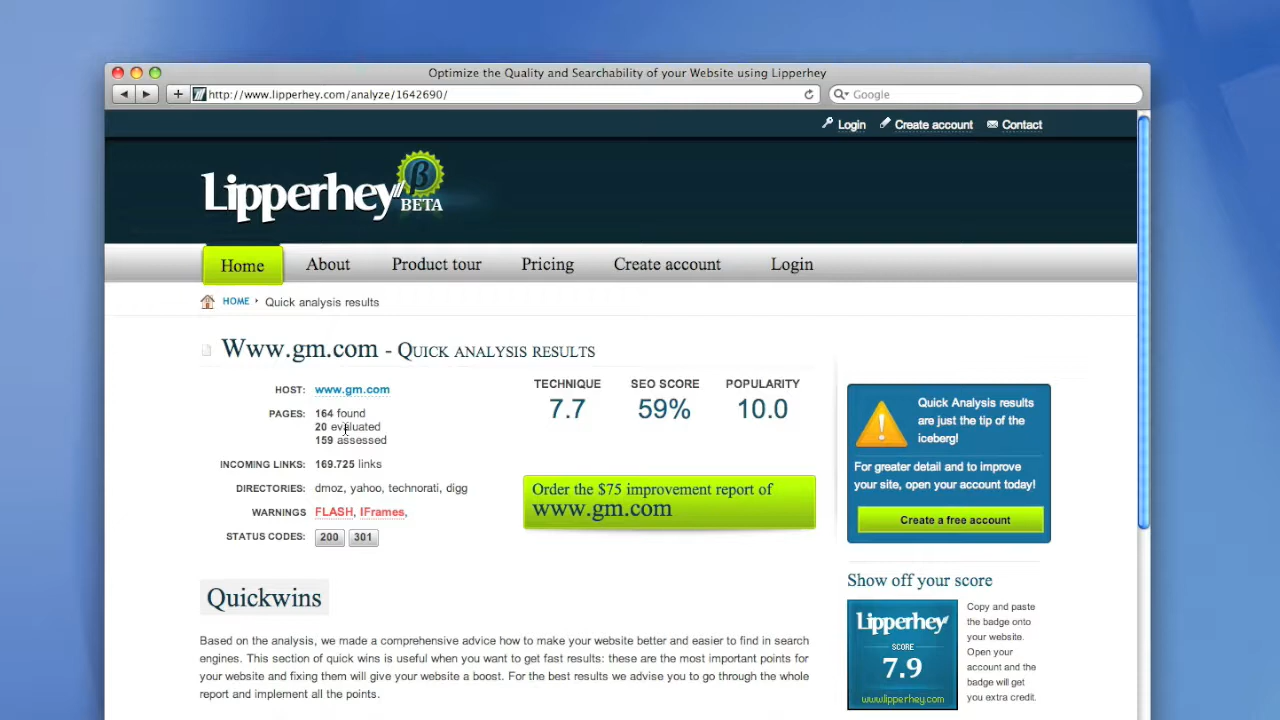 Optimize the Quality and Searchability of your Website using Lipperhey
http://www.lipperhey.com/analyze/1642690/
Google
Login Create account Contact
Lipperhey
β
BETA
Home About Product tour Pricing Create account Login
HOME Quick analysis results
Www.gm.com - Quick analysis results
HOST: www.gm.com
PAGES: 164 found
20 evaluated
159 assessed
INCOMING LINKS: 169.725 links
DIRECTORIES: dmoz, yahoo, technorati, digg
WARNINGS FLASH, IFrames,
STATUS CODES: 200 301
TECHNIQUE SEO SCORE POPULARITY
7.7 59% 10.0
Order the $75 improvement report of
www.gm.com
Quick Analysis results
are just the tip of the
iceberg!
For greater detail and to improve
your site, open your account today!
Create a free account
Quickwins
Based on the analysis, we made a comprehensive advice how to make your website better and easier to find in search
engines. This section of quick wins is useful when you want to get fast results: these are the most important points for
your website and fixing them will give your website a boost. For the best results we advise you to go through the whole
report and implement all the points.
Show off your score
Lipperhey
SCORE
7.9
www.lipperhey.com
Copy and paste
the badge onto
your website.
Open your
account and the
badge will get
you extra credit.